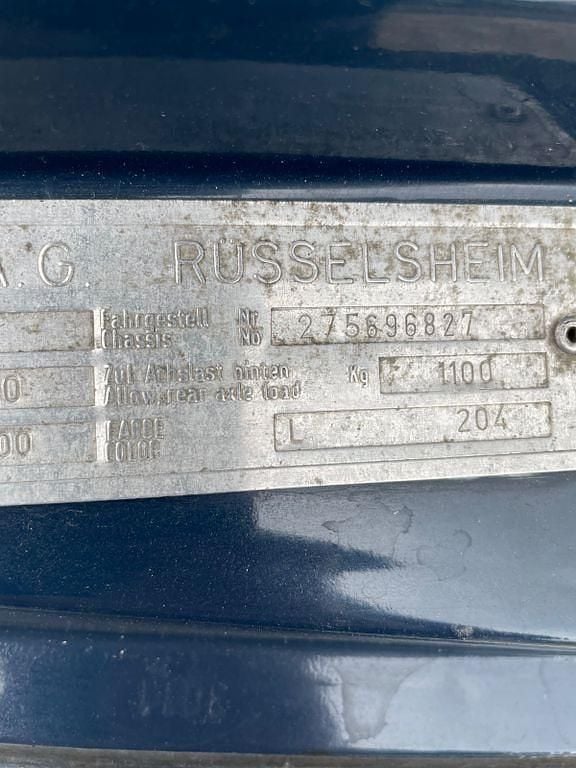 A.G. RÜSSELSHEIM
Fahrgestell Nr
Chassis No
275696827
0
Zul Achslast hinten
Allow. rear axle load
Kg
1100
00
FARBE
COLOR
L 204